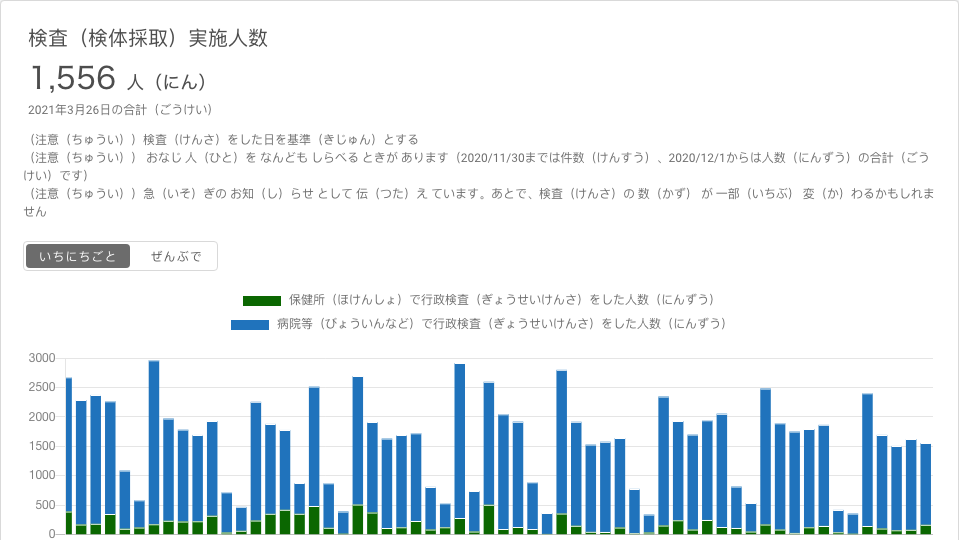 検査（検体採取）実施人数
1,556 人（にん）
2021年3月26日の合計（ごうけい）
（注意（ちゅうい））検査（けんさ）をした日を基準（きじゅん）とする
（注意（ちゅうい）） おなじ 人（ひと）を なんども しらべる ときが あります（2020/11/30までは件数（けんすう）、2020/12/1からは人数（にんずう）の合計（ごう
けい）です）
（注意（ちゅうい））急（いそ）ぎの お知（し）らせ として 伝（つた）え ています。あとで、検査（けんさ）の 数（かず） が 一部（いちぶ） 変（か）わるかもしれま
せん
いちにちごと ぜんぶで
保健所（ほけんしょ）で行政検査（ぎょうせいけんさ）をした人数（にんずう）
病院等（びょういんなど）で行政検査（ぎょうせいけんさ）をした人数（にんずう）
3000
2500
2000
1500
1000
500
0